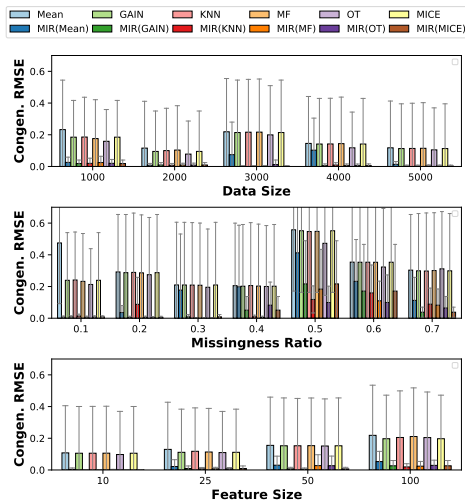 Mean GAIN KNN MF OT MICE
MIR(Mean) MIR(GAIN) MIR(KNN) MIR(MF) MIR(OT) MIR(MICE)
Congen. RMSE
0.6
0.4
0.2
0.0
1000 2000 3000 4000 5000
Data Size
Congen. RMSE
0.6
0.4
0.2
0.0
0.1 0.2 0.3 0.4 0.5 0.6 0.7
Missingness Ratio
Congen. RMSE
0.6
0.4
0.2
0.0
10 25 50 100
Feature Size